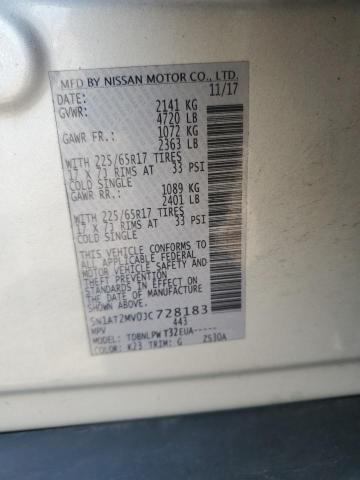 MFD BY NISSAN MOTOR CO., LTD.
DATE: 11/17
GVWR: 2141 KG
4720 LB
GAWR FR.: 1072 KG
2363 LB
WITH 225/65R17 TIRES
17 X 7J RIMS AT 33 PSI
COLD SINGLE
GAWR RR.: 1089 KG
2401 LB
WITH 225/65R17 TIRES
17 X 7J RIMS AT 33 PSI
COLD SINGLE
THIS VEHICLE CONFORMS TO
ALL APPLICABLE FEDERAL
MOTOR VEHICLE SAFETY,
THEFT PREVENTION
STANDARDS IN EFFECT ON
THE DATE OF MANUFACTURE
SHOWN ABOVE.
5N1AT2MV0JC728183
MPV 443
MODEL: TDBNLPW T32EUA-----
COLOR: K23 TRIM: G 2530A